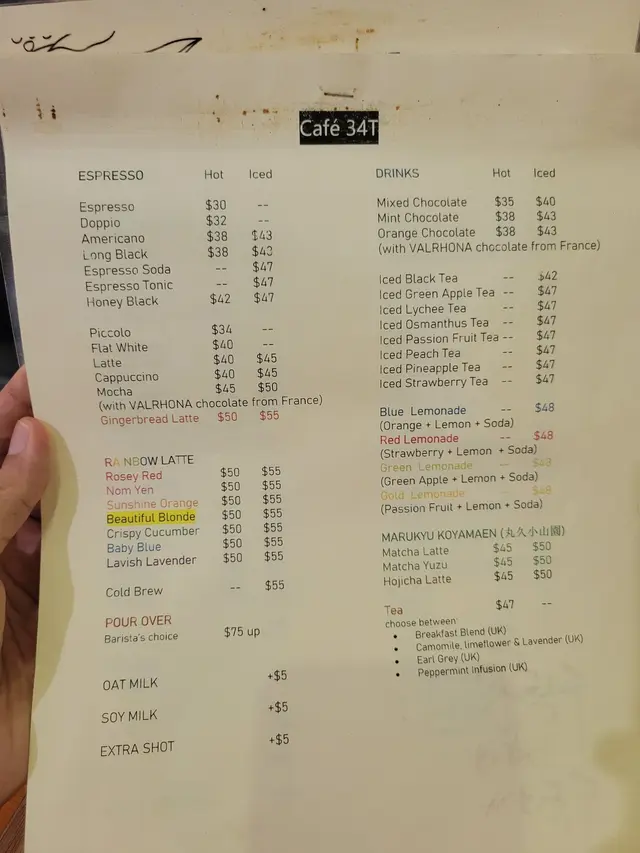 Café 34T
ESPRESSO Hot Iced
Espresso $30 --
Doppio $32 --
Americano $38 $43
Long Black $38 $43
Espresso Soda -- $47
Espresso Tonic -- $47
Honey Black $42 $47
Piccolo $34 --
Flat White $40 --
Latte $40 $45
Cappuccino $40 $45
Mocha $45 $50
(with VALRHONA chocolate from France)
Gingerbread Latte $50 $55
RAINBOW LATTE
Rosey Red $50 $55
Nom Yen $50 $55
Sunshine Orange $50 $55
Beautiful Blonde $50 $55
Crispy Cucumber $50 $55
Baby Blue $50 $55
Lavish Lavender $50 $55
Cold Brew -- $55
POUR OVER
Barista's choice $75 up
OAT MILK +$5
SOY MILK +$5
EXTRA SHOT +$5
DRINKS Hot Iced
Mixed Chocolate $35 $40
Mint Chocolate $38 $43
Orange Chocolate $38 $43
(with VALRHONA chocolate from France)
Iced Black Tea -- $42
Iced Green Apple Tea -- $47
Iced Lychee Tea -- $47
Iced Osmanthus Tea -- $47
Iced Passion Fruit Tea -- $47
Iced Peach Tea -- $47
Iced Pineapple Tea -- $47
Iced Strawberry Tea -- $47
Blue Lemonade -- $48
(Orange + Lemon + Soda)
Red Lemonade -- $48
(Strawberry + Lemon + Soda)
Green Lemonade -- $48
(Green Apple + Lemon + Soda)
Gold Lemonade -- $48
(Passion Fruit + Lemon + Soda)
MARUKYU KOYAMAEN (丸久小山園)
Matcha Latte $45 $50
Matcha Yuzu $45 $50
Hojicha Latte $45 $50
Tea $47 --
choose between
• Breakfast Blend (UK)
• Camomile, limeflower & Lavender (UK)
• Earl Grey (UK)
• Peppermint Infusion (UK)